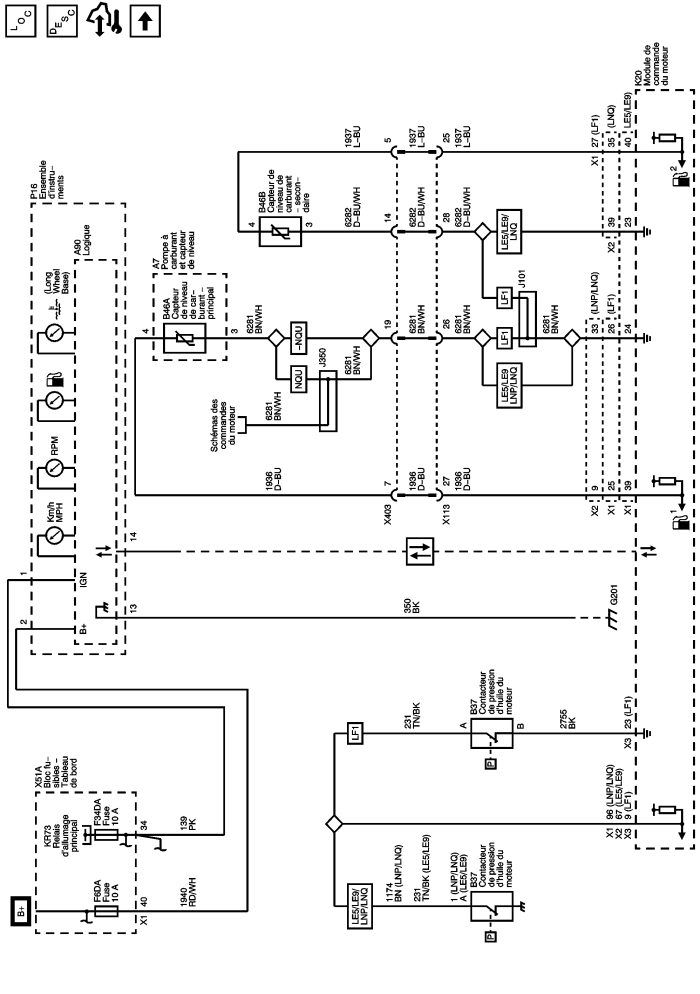 LOC
DESC
K20
Module de
commande
du moteur
P16
Ensemble
d'instru–
ments
A90
Logique
(Long
Wheel
Base)
RPM
Km/h
MPH
IGN
B+
1
2
13
14
A7
Pompe à
carburant
et capteur
de niveau
B46A
Capteur
de niveau
de car–
burant –
principal
4
3
B46B
Capteur de
niveau de
carburant
– secon–
daire
4
3
1937
L–BU
5
1937
L–BU
25
1937
L–BU
X1
27 (LF1)
35
(LNQ)
40
LE5/LE9)
2
6282
D–BU/WH
14
6282
D–BU/WH
28
6282
D–BU/WH
LE5/LE9/
LNQ
X2
39
23
LF1
J101
6281
BN/WH
NQU
–NQU
J350
6281
BN/WH
6281
BN/WH
Schémas des
commandes
du moteur
19
6281
BN/WH
26
6281
BN/WH
LF1
LE5/LE9
LNP/LNQ
6281
BN/WH
33
(LNP/LNQ)
26
(LF1)
24
1936
D–BU
7
X403
1936
D–BU
27
X113
1936
D–BU
X2
9
X1
25
X1
39
1
350
BK
G201
X51A
Bloc fu–
sibles –
Tableau
de bord
KR73
Relais
d'allumage
principal
F34DA
Fuse
10 A
34
139
PK
B+
F6DA
Fuse
10 A
40
X1
1940
RD/WH
LF1
231
TN/BK
A
B37
Contacteur
de pression
d'huile du
moteur
P
B
2755
BK
X3
23 (LF1)
X1
96 (LNP/LNQ)
X2
67 (LE5/LE9)
X3
9 (LF1)
LE5/LE9/
LNP/LNQ
1174
BN (LNP/LNQ)
231
TN/BK (LE5/LE9)
1 (LNP/LNQ)
A (LE5/LE9)
B37
Contacteur
de pression
d'huile du
moteur
P